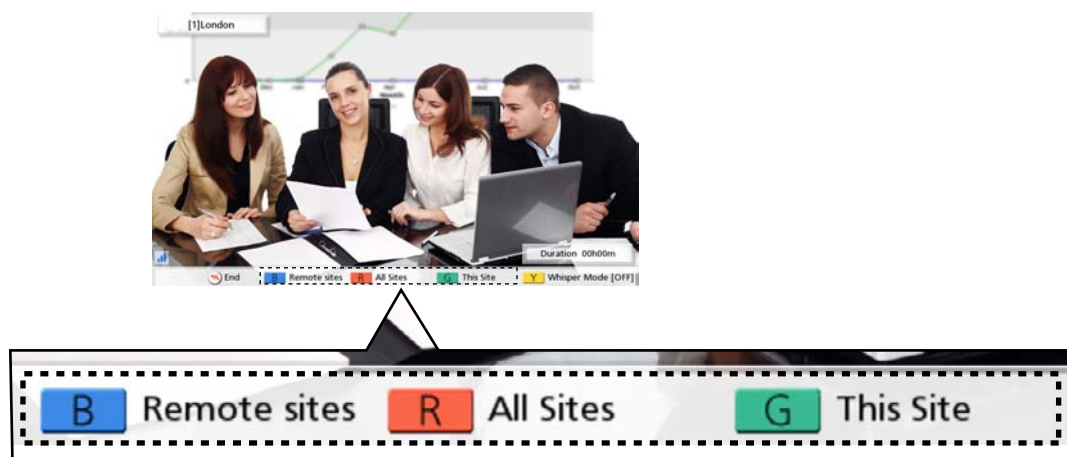 [1]London
Duration 00h00m
End B Remote sites R All Sites G This Site Y Whisper Mode [OFF]
B Remote sites R All Sites G This Site